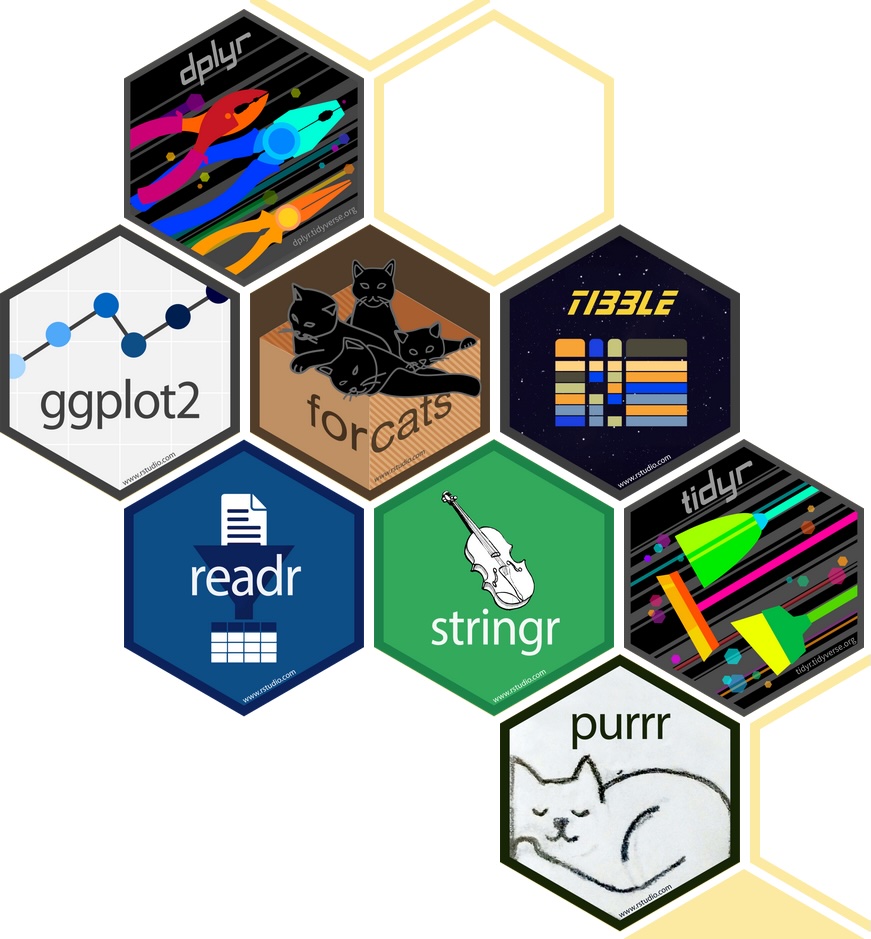 dplyr
dplyr.tidyverse.org
ggplot2
www.rstudio.com
forcats
www.rstudio.com
TIBBLE
www.rstudio.com
readr
www.rstudio.com
stringr
www.rstudio.com
tidyr
tidyr.tidyverse.org
purrr
www.rstudio.com